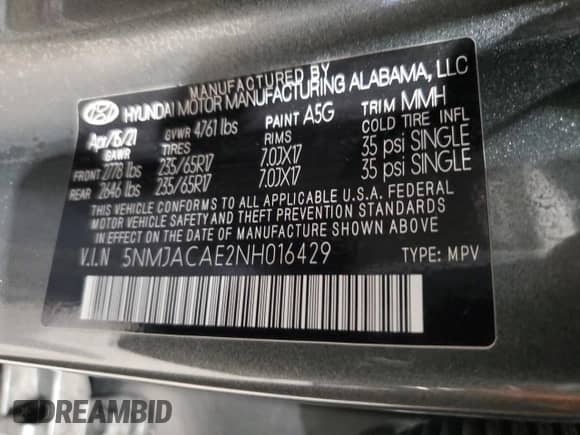 MANUFACTURED BY
HYUNDAI MOTOR MANUFACTURING ALABAMA, LLC
Apr/15/21 GVWR 4761 lbs PAINT A5G TRIM MMH
GAWR TIRES RIMS COLD TIRE INFL
FRONT 2778 lbs 235/65R17 7.0JX17 35 psi SINGLE
REAR 2646 lbs 235/65R17 7.0JX17 35 psi SINGLE
THIS VEHICLE CONFORMS TO ALL APPLICABLE U.S.A. FEDERAL
MOTOR VEHICLE SAFETY AND THEFT PREVENTION STANDARDS
IN EFFECT ON THE DATE OF MANUFACTURE SHOWN ABOVE.
V.I.N 5NMJACAE2NH016429 TYPE: MPV
DREAMBID